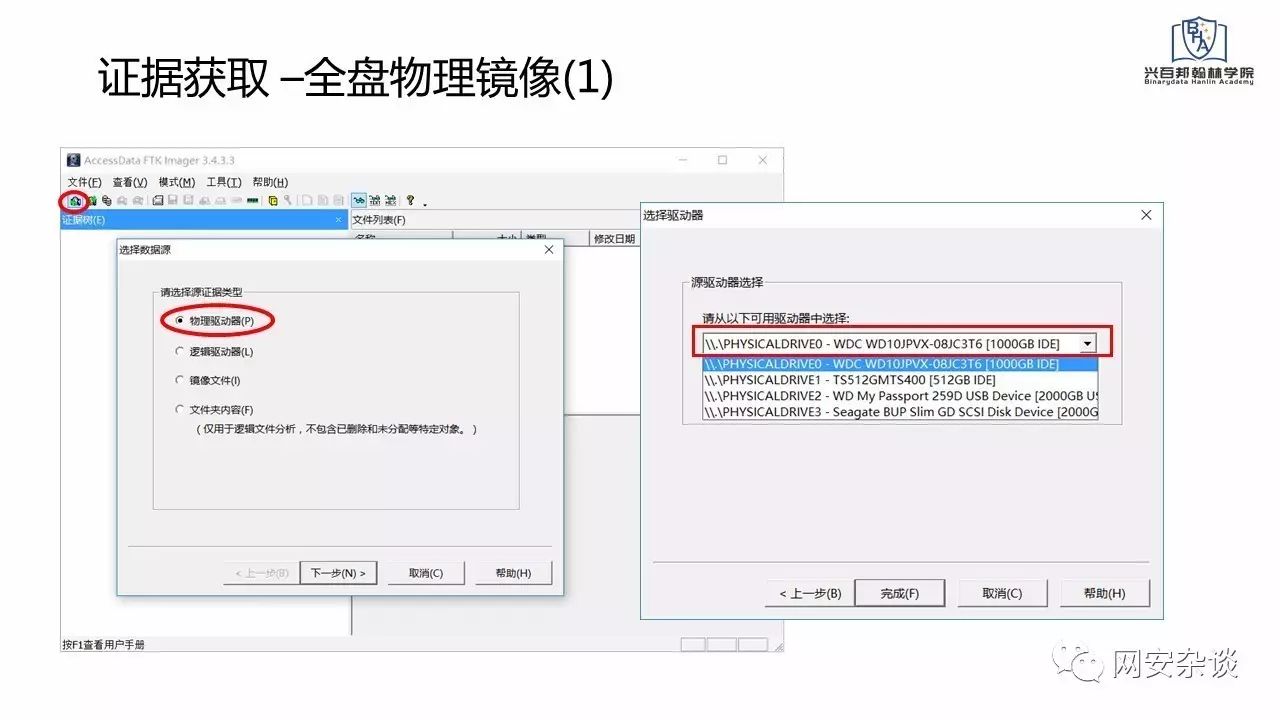 证据获取 –全盘物理镜像(1)
BHA
兴百邦翰林学院
Binarydata Hanlin Academy
AccessData FTK Imager 3.4.3.3
文件(F) 查看(V) 模式(M) 工具(T) 帮助(H)
证据树(E)
文件列表(F)
名称 大小 类型 修改日期
选择数据源
请选择源证据类型
物理驱动器(P)
逻辑驱动器(L)
镜像文件(I)
文件夹内容(F)
（仅用于逻辑文件分析，不包含已删除和未分配等特定对象。）
< 上一步(B) 下一步(N) > 取消(C) 帮助(H)
按F1查看用户手册
选择驱动器
源驱动器选择
请从以下可用驱动器中选择:
\\.\PHYSICALDRIVE0 - WDC WD10JPVX-08JC3T6 [1000GB IDE]
\\.\PHYSICALDRIVE0 - WDC WD10JPVX-08JC3T6 [1000GB IDE]
\\.\PHYSICALDRIVE1 - TS512GMTS400 [512GB IDE]
\\.\PHYSICALDRIVE2 - WD My Passport 259D USB Device [2000GB US
\\.\PHYSICALDRIVE3 - Seagate BUP Slim GD SCSI Disk Device [2000G
< 上一步(B) 完成(F) 取消(C) 帮助(H)
网安杂谈